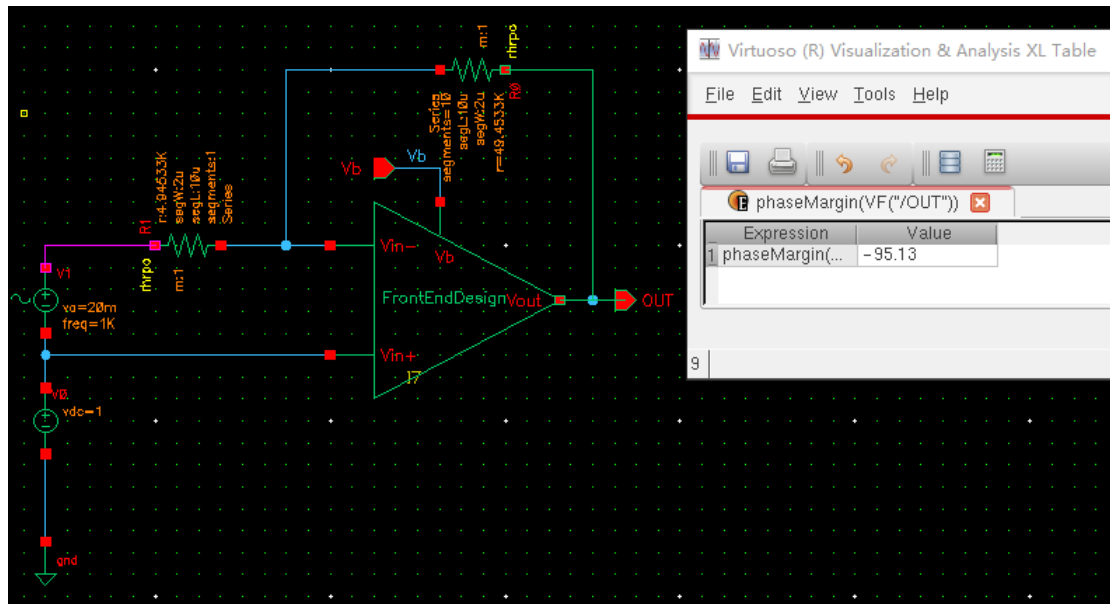 Virtuoso (R) Visualization & Analysis XL Table
File Edit View Tools Help
phaseMargin(VF("/OUT"))
Expression Value
1 phaseMargin(... -95.13
9
m:1
rhrpo
R0
Series
segments=10
segL:10u
segW:2u
r=49.4533K
Vb
Vb
R1
r:4.94533K
segW:2u
segL:10u
segments:1
Series
rhrpo
m:1
V1
va=20m
freq=1K
Vin-
Vb
FrontEndDesign
Vout
OUT
Vin+
I7
V0
vdc=1
gnd